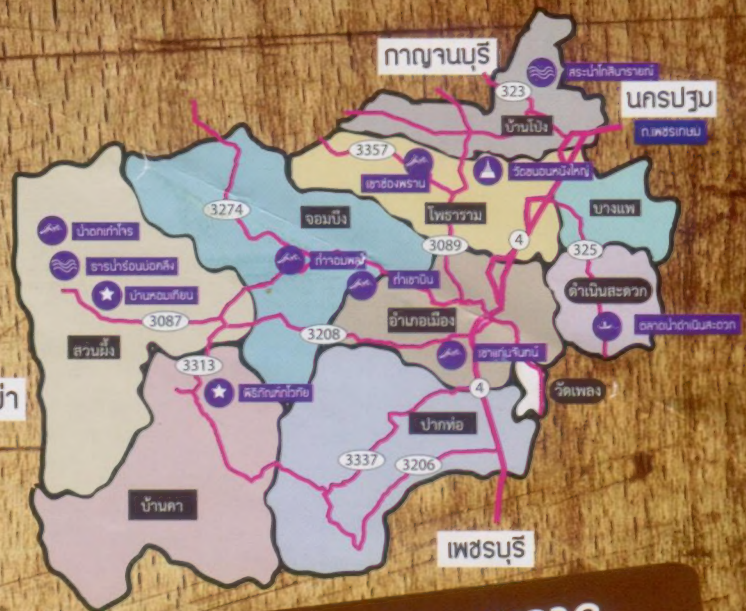 กาญจนบุรี
สระน้ำโกสินารายณ์
323
นครปฐม
บ้านโป่ง
ถ.เพชรเกษม
3357
เขาช่องพราน
วัดขนอนหนังใหญ่
3274
จอมบึง
โพธาราม
บางแพ
น้ำตกเก้าโจร
3089
4
325
ธารน้ำร้อนบ่อคลึง
ถ้ำจอมพล
ถ้ำเขาบิน
ดำเนินสะดวก
บ้านหอมเทียน
3087
3208
อำเภอเมือง
ตลาดน้ำดำเนินสะดวก
สวนผึ้ง
3313
เขาแก่นจันทน์
พิธิภัณฑ์ภโวทัย
4
วัดเพลง
ปากท่อ
3337
3206
บ้านคา
เพชรบุรี